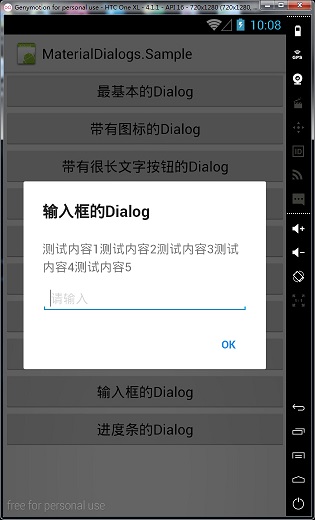 Genymotion for personal use - HTC One XL - 4.1.1 - API 16 - 720x1280 (720x1280,
10:08
MaterialDialogs.Sample
最基本的Dialog
带有图标的Dialog
带有很长文字按钮的Dialog
输入框的Dialog
测试内容1测试内容2测试内容3测试
内容4测试内容5
请输入
OK
输入框的Dialog
进度条的Dialog
free for personal use
GPS
ID